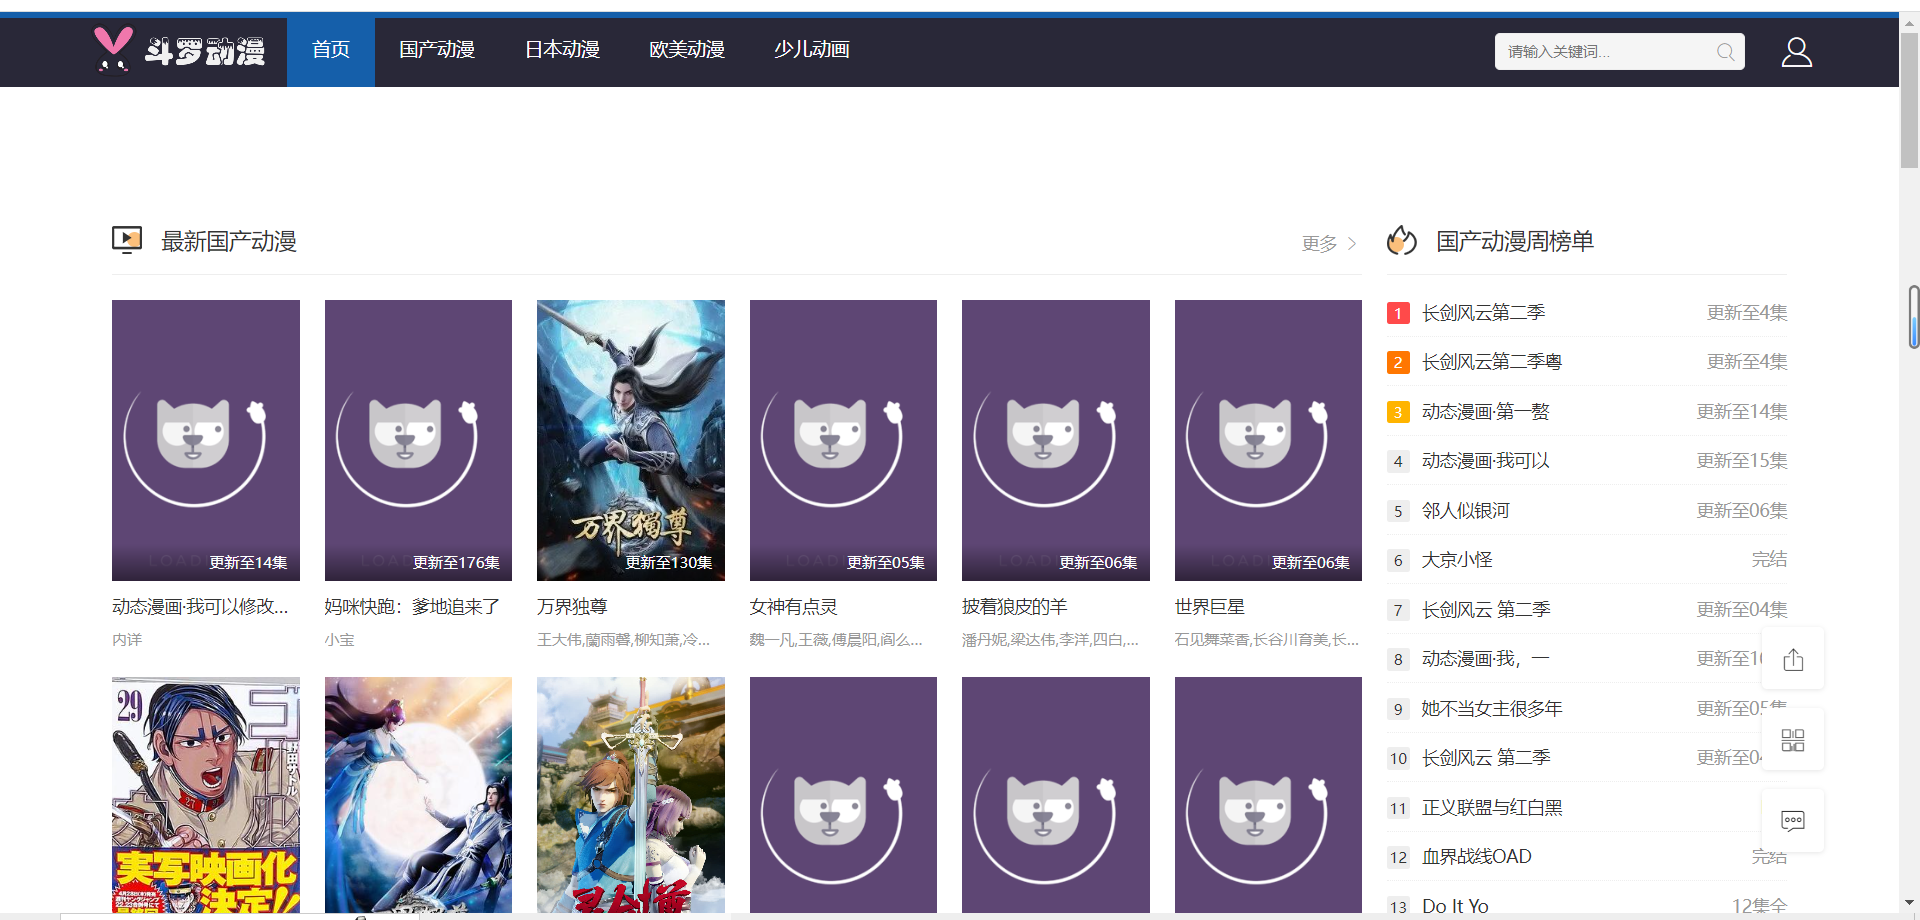 斗罗动漫
首页
国产动漫
日本动漫
欧美动漫
少儿动画
请输入关键词...
最新国产动漫
更多
更新至14集
更新至176集
万界獨尊
更新至130集
更新至05集
更新至06集
更新至06集
动态漫画·我可以修改...
妈咪快跑：爹地追来了
万界独尊
女神有点灵
披着狼皮的羊
世界巨星
内详
小宝
王大伟,蘭雨馨,柳知萧,冷...
魏一凡,王薇,傅晨阳,阎么...
潘丹妮,梁达伟,李洋,四白,...
石见舞菜香,长谷川育美,长...
29
実写映画化
決定!!
国产动漫周榜单
1 长剑风云第二季 更新至4集
2 长剑风云第二季粤 更新至4集
3 动态漫画·第一螯 更新至14集
4 动态漫画·我可以 更新至15集
5 邻人似银河 更新至06集
6 大京小怪 完结
7 长剑风云 第二季 更新至04集
8 动态漫画·我，一 更新至1
9 她不当女主很多年 更新至05集
10 长剑风云 第二季 更新至0
11 正义联盟与红白黑
12 血界战线OAD 完结
13 Do It Yo 12集全